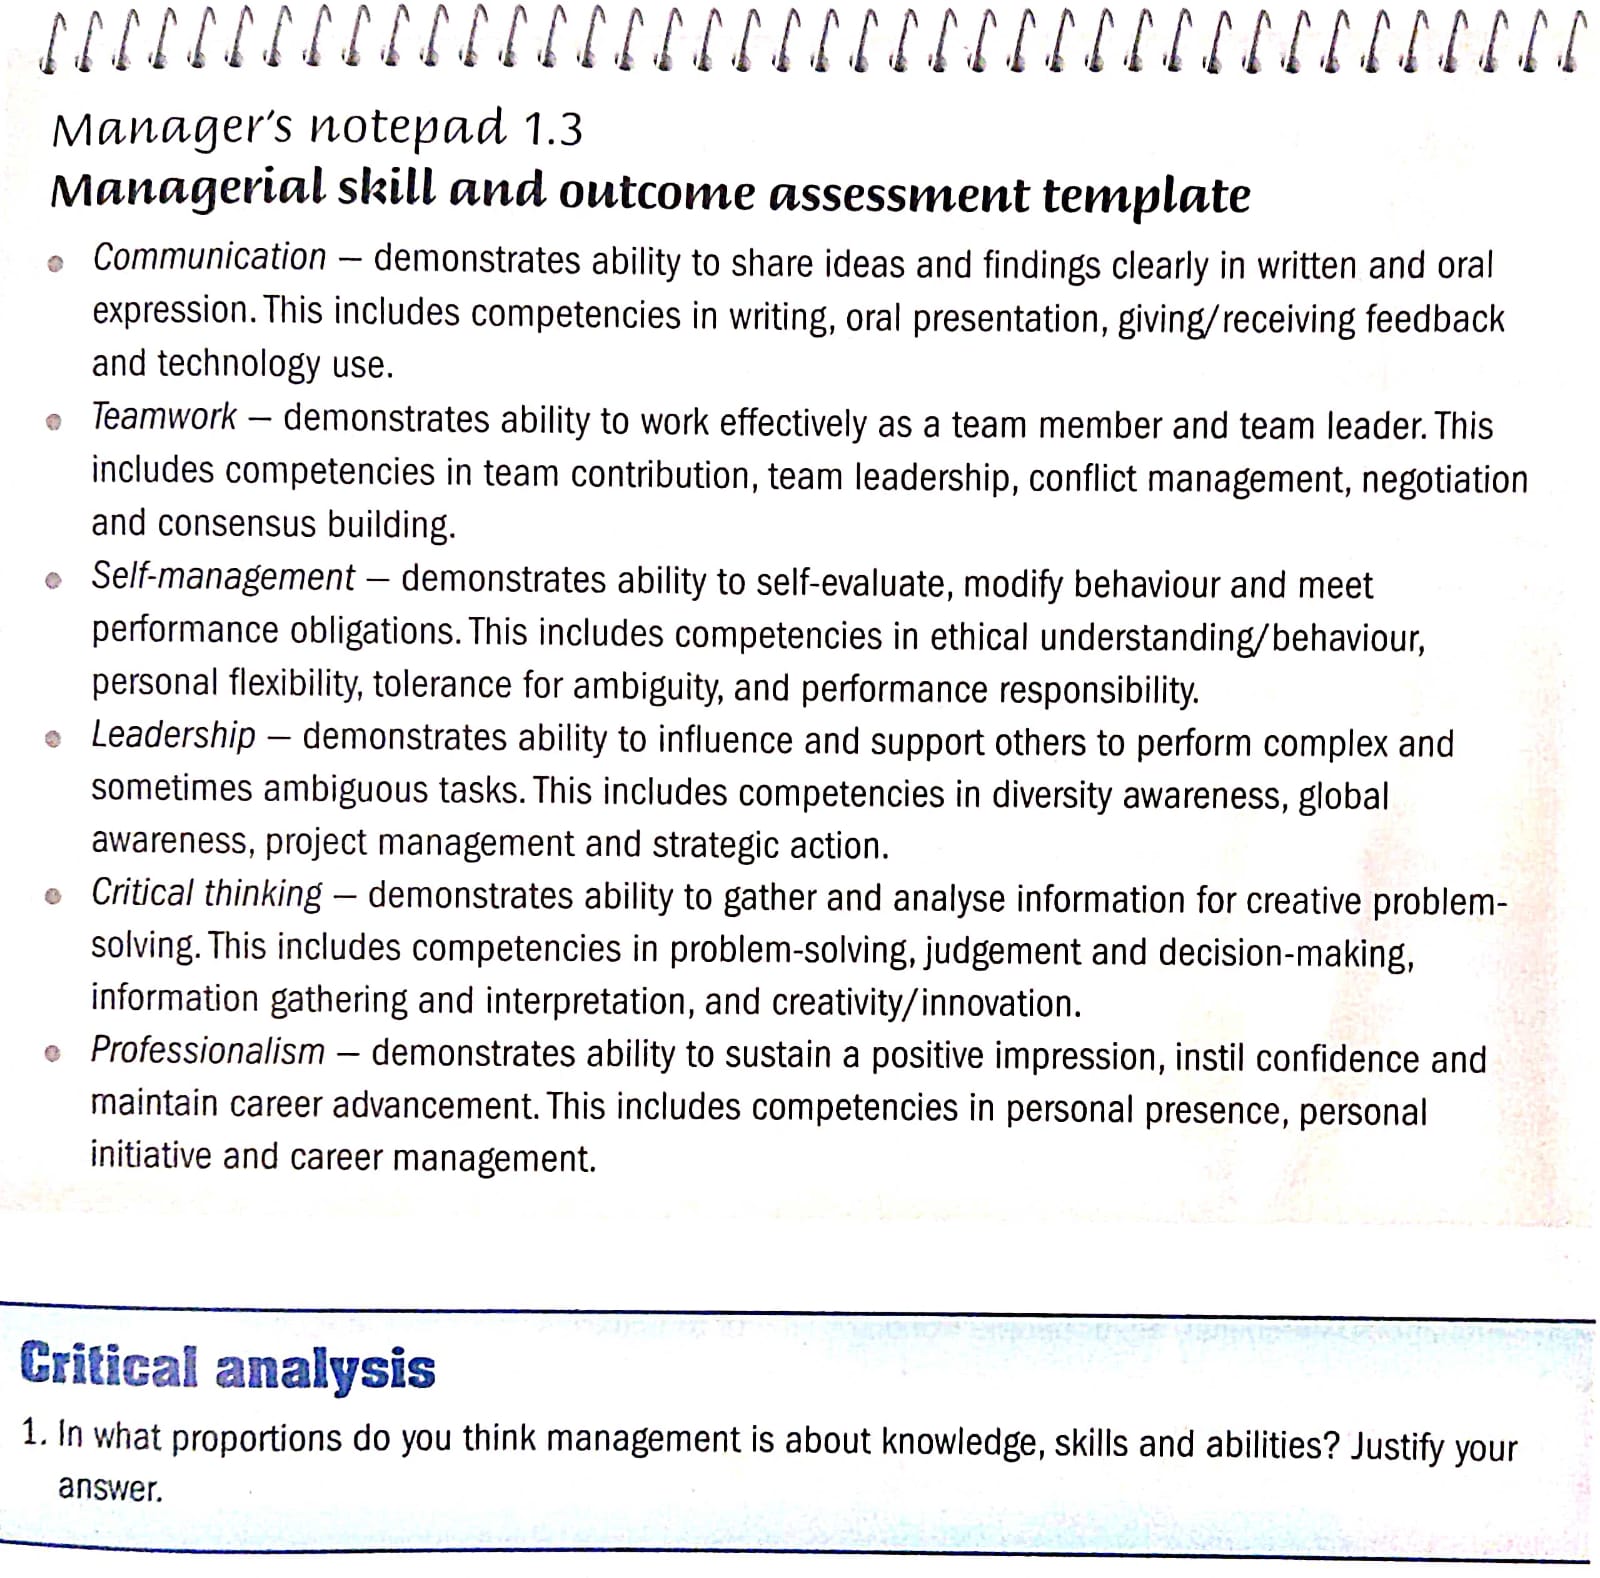 Manager's notepad 1.3
Managerial skill and outcome assessment template
• Communication – demonstrates ability to share ideas and findings clearly in written and oral
expression. This includes competencies in writing, oral presentation, giving/receiving feedback
and technology use.
• Teamwork – demonstrates ability to work effectively as a team member and team leader. This
includes competencies in team contribution, team leadership, conflict management, negotiation
and consensus building.
• Self-management – demonstrates ability to self-evaluate, modify behaviour and meet
performance obligations. This includes competencies in ethical understanding/behaviour,
personal flexibility, tolerance for ambiguity, and performance responsibility.
• Leadership – demonstrates ability to influence and support others to perform complex and
sometimes ambiguous tasks. This includes competencies in diversity awareness, global
awareness, project management and strategic action.
• Critical thinking – demonstrates ability to gather and analyse information for creative problem-
solving. This includes competencies in problem-solving, judgement and decision-making,
information gathering and interpretation, and creativity/innovation.
• Professionalism – demonstrates ability to sustain a positive impression, instil confidence and
maintain career advancement. This includes competencies in personal presence, personal
initiative and career management.
Critical analysis
1. In what proportions do you think management is about knowledge, skills and abilities? Justify your
answer.